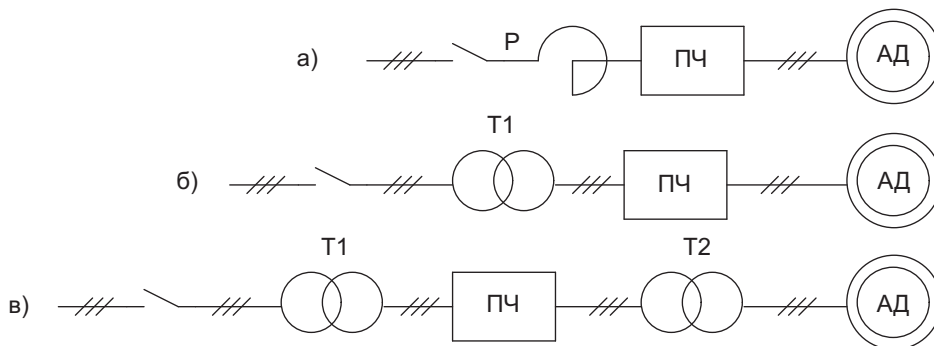 а) Р ПЧ АД
Т1
б) ПЧ АД
Т1 Т2
в) ПЧ АД